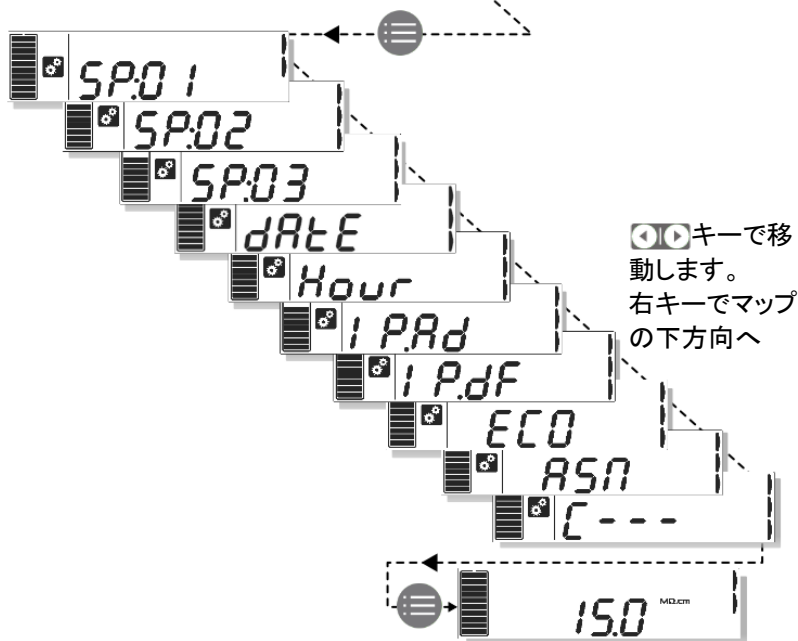 SP:01
SP:02
SP:03
dAtE
Hour
キーで移
動します。
右キーでマップ
の下方向へ
IP.Ad
IP.dF
ECO
ASN
C---
15.0 MΩ.cm